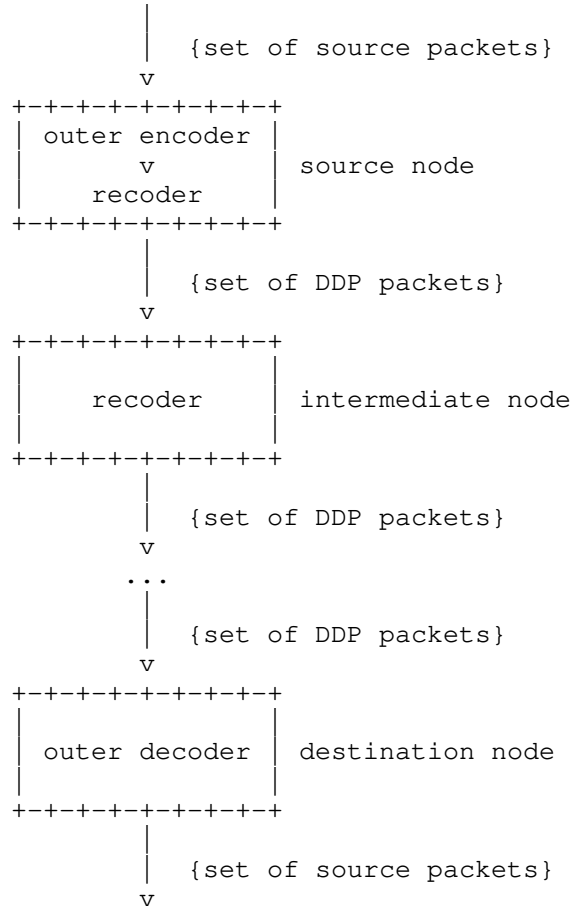 |
| {set of source packets}
v
+-+-+-+-+-+-+-+-+-+
| outer encoder |
| v | source node
| recoder |
+-+-+-+-+-+-+-+-+-+
|
| {set of DDP packets}
v
+-+-+-+-+-+-+-+-+-+
| |
| recoder | intermediate node
| |
+-+-+-+-+-+-+-+-+-+
|
| {set of DDP packets}
v
...
|
| {set of DDP packets}
v
+-+-+-+-+-+-+-+-+-+
| |
| outer decoder | destination node
| |
+-+-+-+-+-+-+-+-+-+
|
| {set of source packets}
v